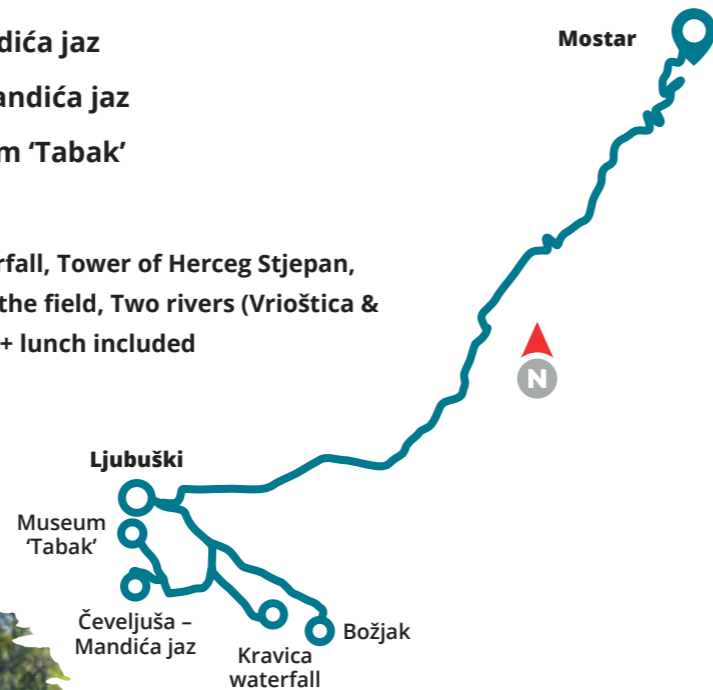 dića jaz
andića jaz
m ‘Tabak’
rfall, Tower of Herceg Stjepan,
the field, Two rivers (Vrioštica &
+ lunch included
Mostar
N
Ljubuški
Museum
‘Tabak’
Čeveljuša –
Mandića jaz
Kravica
waterfall
Božjak